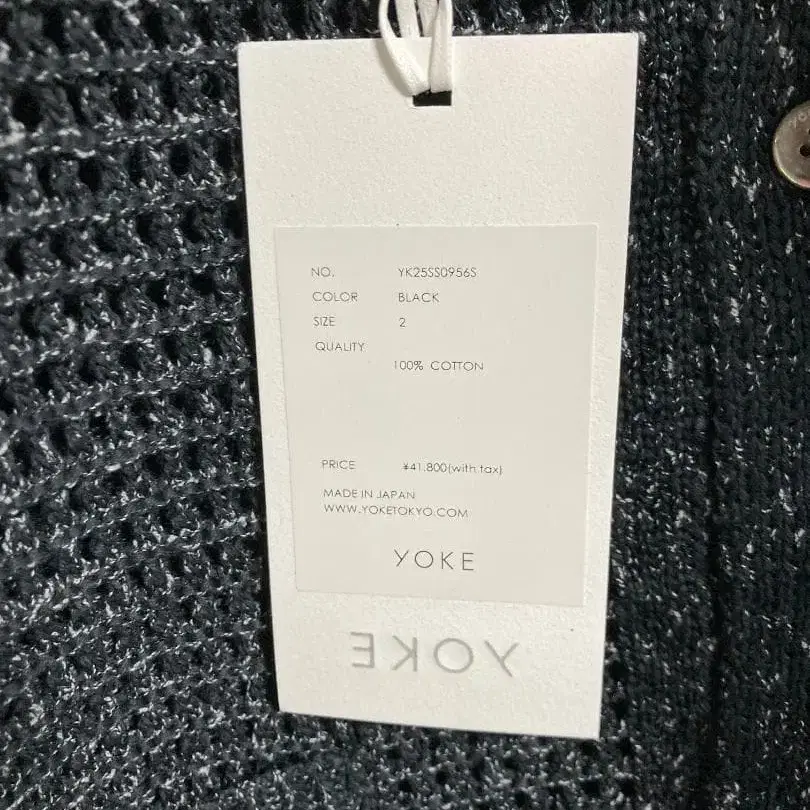 NO. YK25SS0956S
COLOR BLACK
SIZE 2
QUALITY
100% COTTON
PRICE ¥41,800(with tax)
MADE IN JAPAN
WWW.YOKETOKYO.COM
YOKE
YOKE